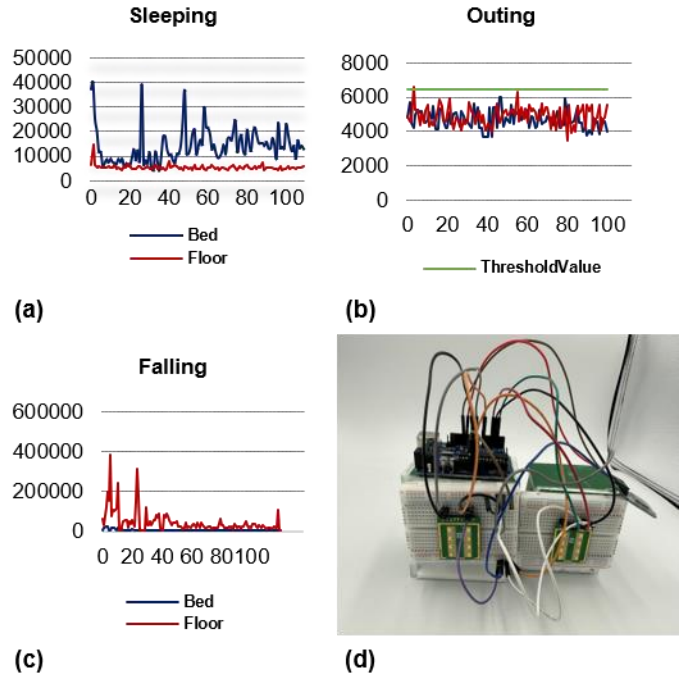 Sleeping
50000
40000
30000
20000
10000
0
0 20 40 60 80 100
Bed
Floor
(a)
Outing
8000
6000
4000
2000
0
0 20 40 60 80 100
ThresholdValue
(b)
Falling
600000
400000
200000
0
0 20 40 60 80100
Bed
Floor
(c)
(d)